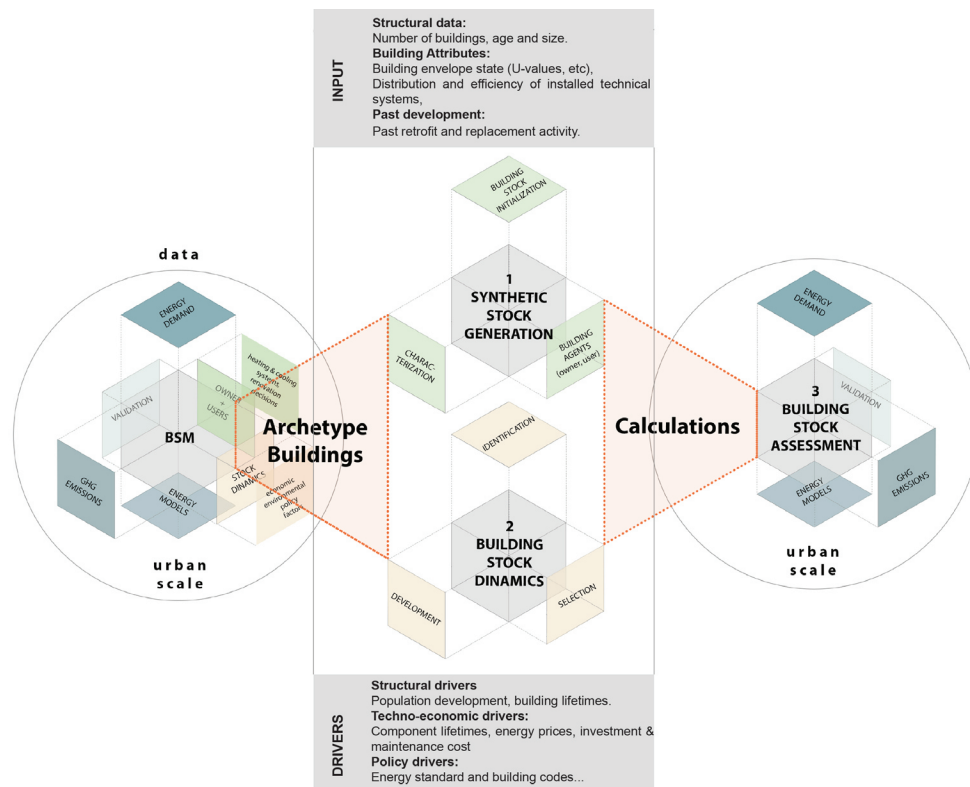 INPUT
Structural data:
Number of buildings, age and size.
Building Attributes:
Building envelope state (U-values, etc),
Distribution and efficiency of installed technical
systems,
Past development:
Past retrofit and replacement activity.
data
ENERGY
DEMAND
VALIDATION
OWNER
+
USERS
heating & cooling
systems,
renovation
decisions
BSM
GHG
EMISSIONS
ENERGY
MODELS
STOCK
DINAMICS
economic
environmental
policy
factors
urban
scale
Archetype
Buildings
BUILDING
STOCK
INITIALIZATION
1
SYNTHETIC
STOCK
GENERATION
CHARAC-
TERIZATION
BUILDING
AGENTS
(owner, user)
IDENTIFICATION
2
BUILDING
STOCK
DINAMICS
DEVELOPMENT
SELECTION
Calculations
ENERGY
DEMAND
VALIDATION
3
BUILDING
STOCK
ASSESSMENT
ENERGY
MODELS
GHG
EMISSIONS
urban
scale
DRIVERS
Structural drivers
Population development, building lifetimes.
Techno-economic drivers:
Component lifetimes, energy prices, investment &
maintenance cost
Policy drivers:
Energy standard and building codes...